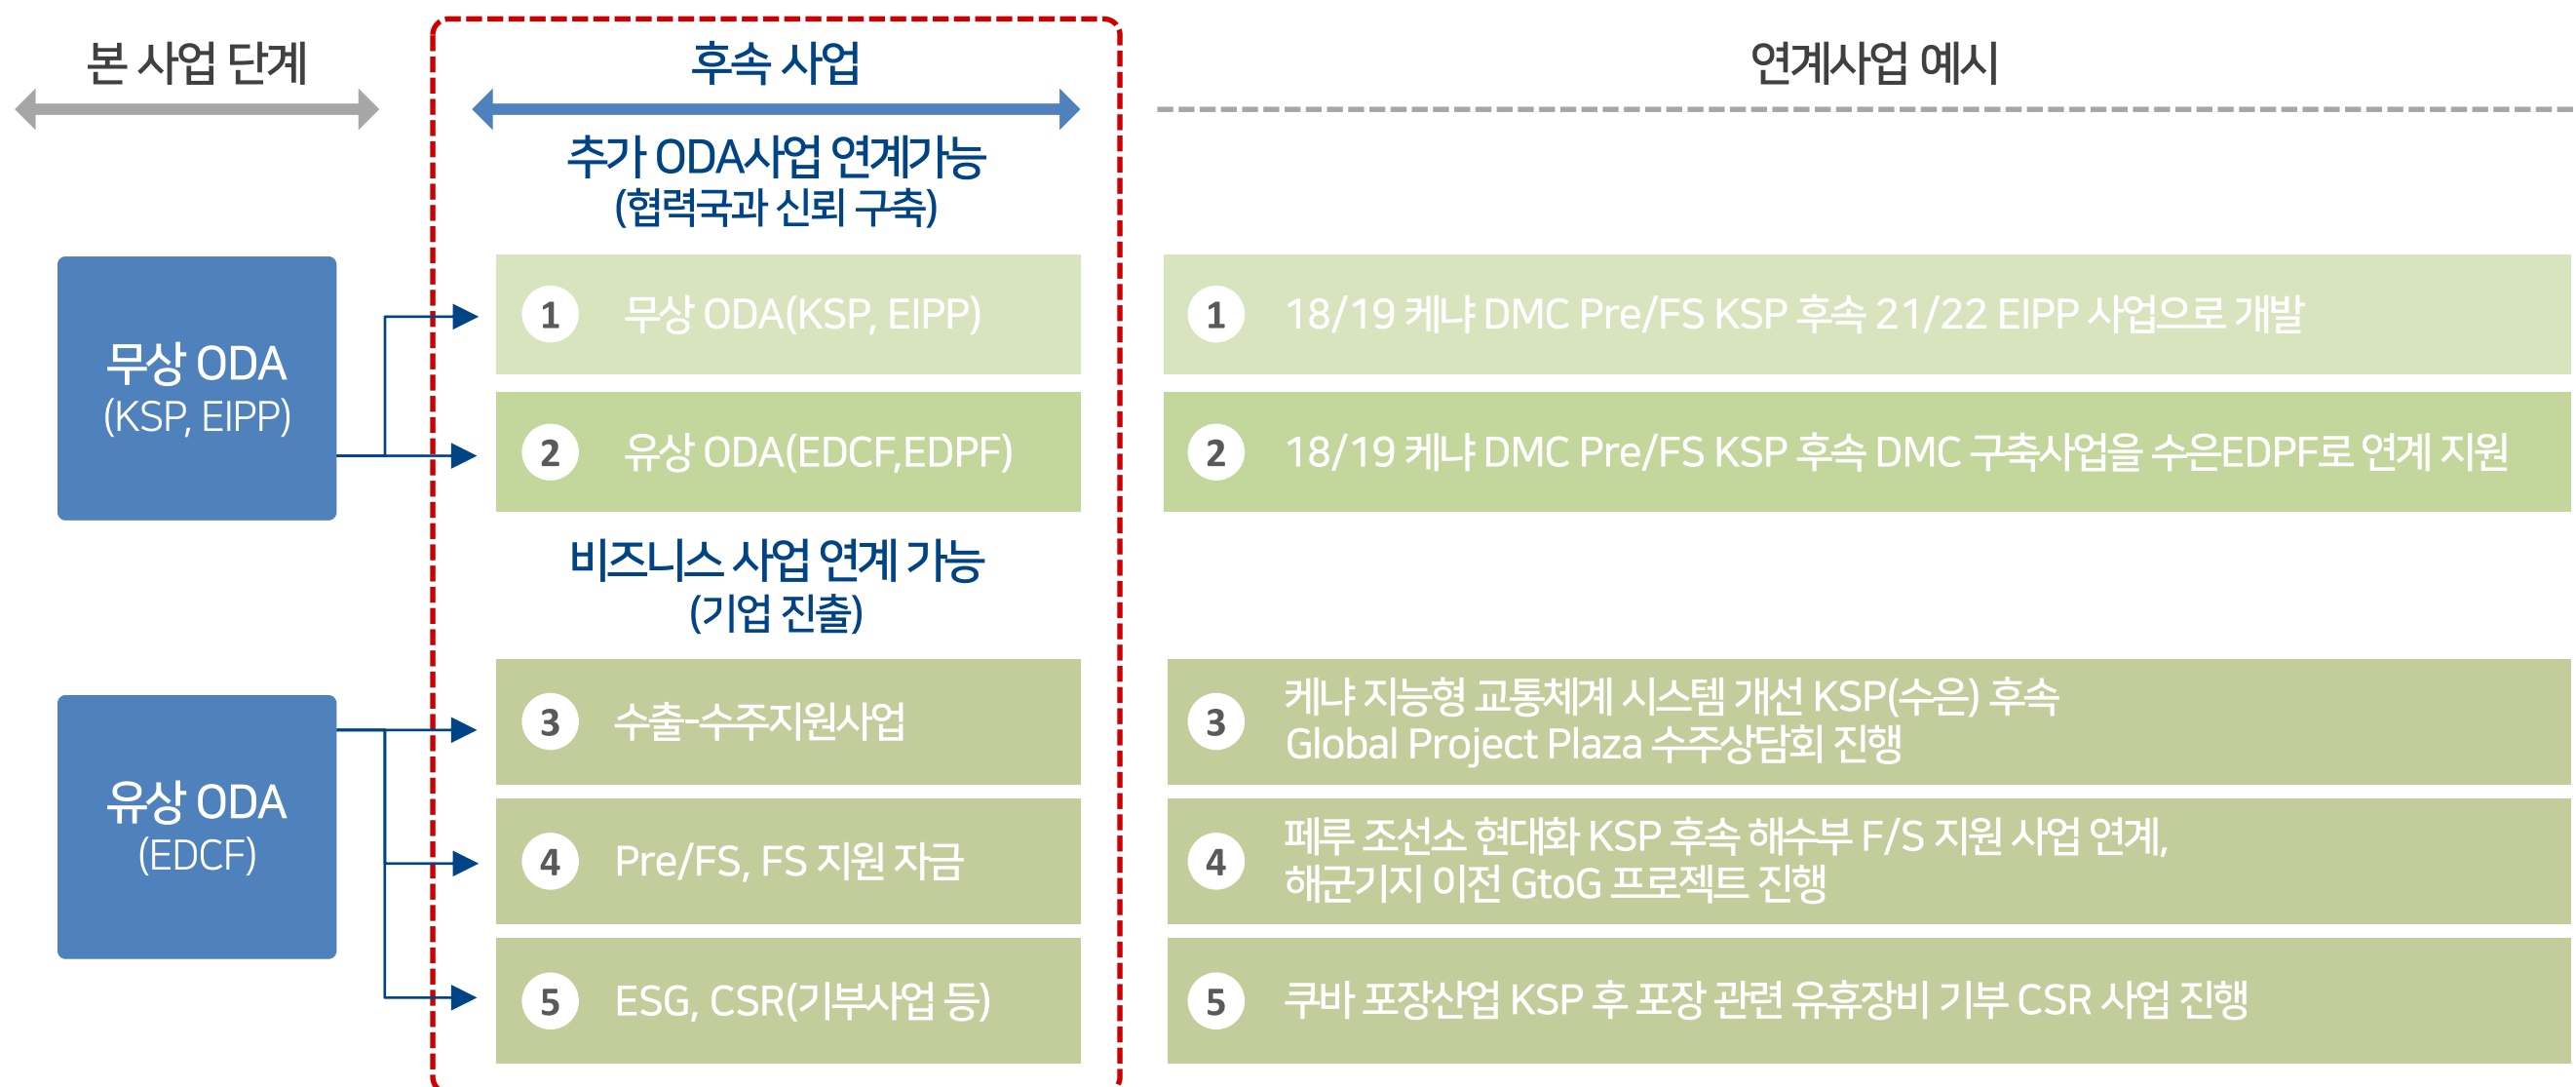 본 사업 단계
후속 사업
연계사업 예시
추가 ODA사업 연계가능
(협력국과 신뢰 구축)
무상 ODA
(KSP, EIPP)
1 무상 ODA(KSP, EIPP)
1 18/19 케냐 DMC Pre/FS KSP 후속 21/22 EIPP 사업으로 개발
2 유상 ODA(EDCF,EDPF)
2 18/19 케냐 DMC Pre/FS KSP 후속 DMC 구축사업을 수은EDPF로 연계 지원
비즈니스 사업 연계 가능
(기업 진출)
유상 ODA
(EDCF)
3 수출-수주지원사업
3 케냐 지능형 교통체계 시스템 개선 KSP(수은) 후속
Global Project Plaza 수주상담회 진행
4 Pre/FS, FS 지원 자금
4 페루 조선소 현대화 KSP 후속 해수부 F/S 지원 사업 연계,
해군기지 이전 GtoG 프로젝트 진행
5 ESG, CSR(기부사업 등)
5 쿠바 포장산업 KSP 후 포장 관련 유휴장비 기부 CSR 사업 진행